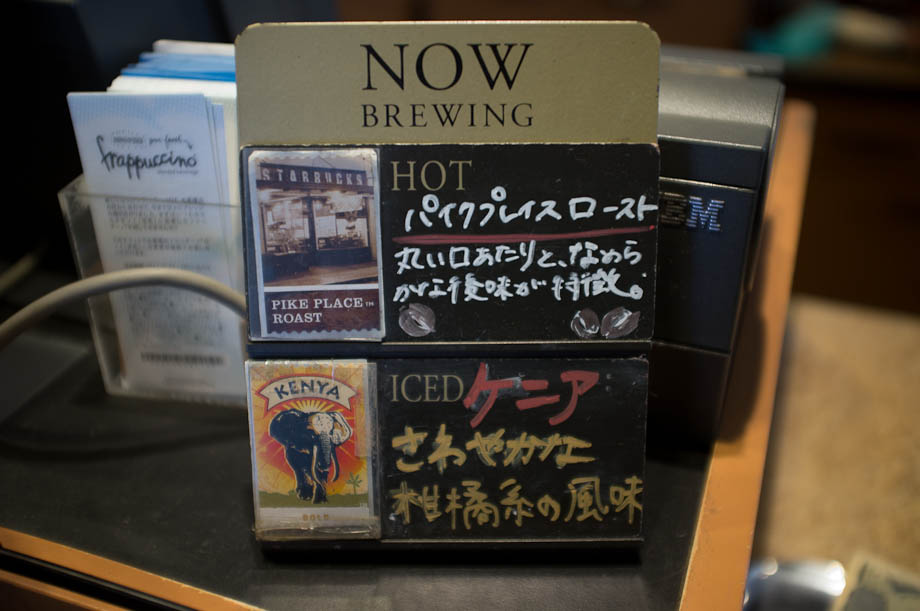 NOW
BREWING
frappuccino
STARBUCKS
PIKE PLACE™
ROAST
HOT
パイクプレイスロースト
丸い口あたりと、なめら
かな後味が特徴。
KENYA
BOLD
ICED ケニア
さわやかな
柑橘系の風味